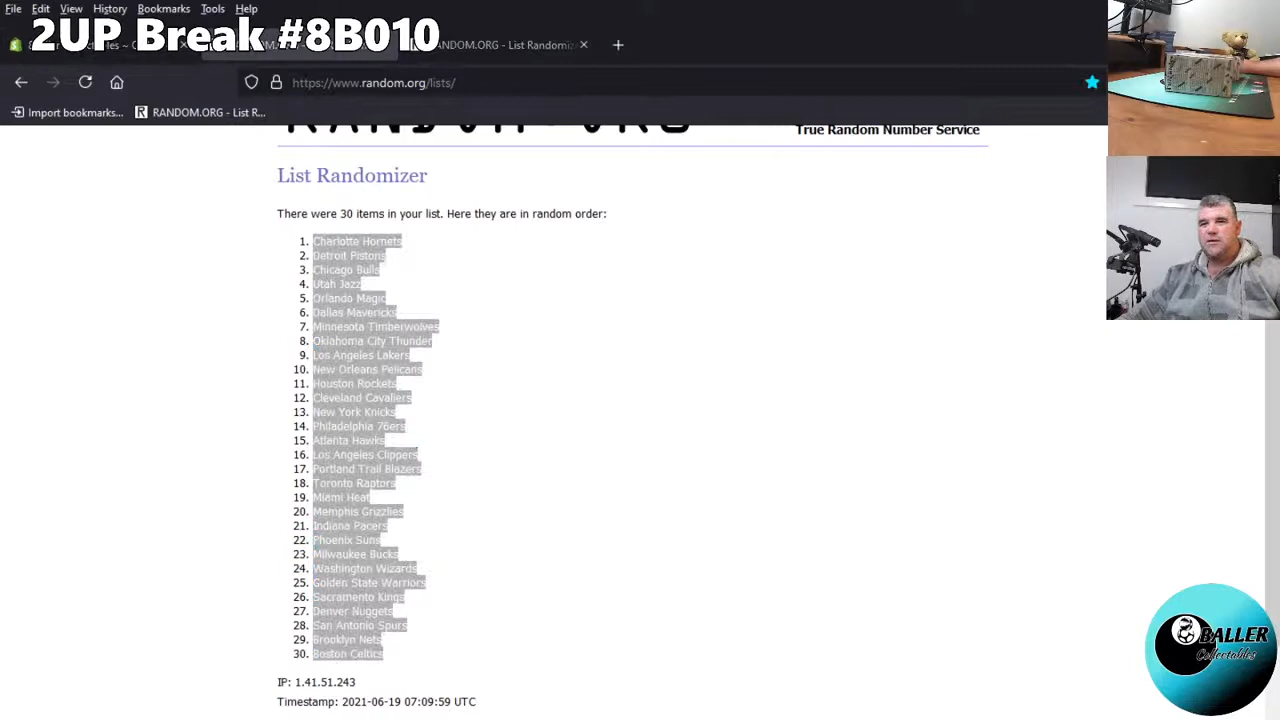 File Edit View History Bookmarks Tools Help
2UP Break #8B010
RANDOM.ORG - List Randomiz
https://www.random.org/lists/
Import bookmarks...
RANDOM.ORG - List R...
RANDOM.ORG
True Random Number Service
List Randomizer
There were 30 items in your list. Here they are in random order:
1. Charlotte Hornets
2. Detroit Pistons
3. Chicago Bulls
4. Utah Jazz
5. Orlando Magic
6. Dallas Mavericks
7. Minnesota Timberwolves
8. Oklahoma City Thunder
9. Los Angeles Lakers
10. New Orleans Pelicans
11. Houston Rockets
12. Cleveland Cavaliers
13. New York Knicks
14. Philadelphia 76ers
15. Atlanta Hawks
16. Los Angeles Clippers
17. Portland Trail Blazers
18. Toronto Raptors
19. Miami Heat
20. Memphis Grizzlies
21. Indiana Pacers
22. Phoenix Suns
23. Milwaukee Bucks
24. Washington Wizards
25. Golden State Warriors
26. Sacramento Kings
27. Denver Nuggets
28. San Antonio Spurs
29. Brooklyn Nets
30. Boston Celtics
IP: 1.41.51.243
Timestamp: 2021-06-19 07:09:59 UTC
BALLER
Collectables